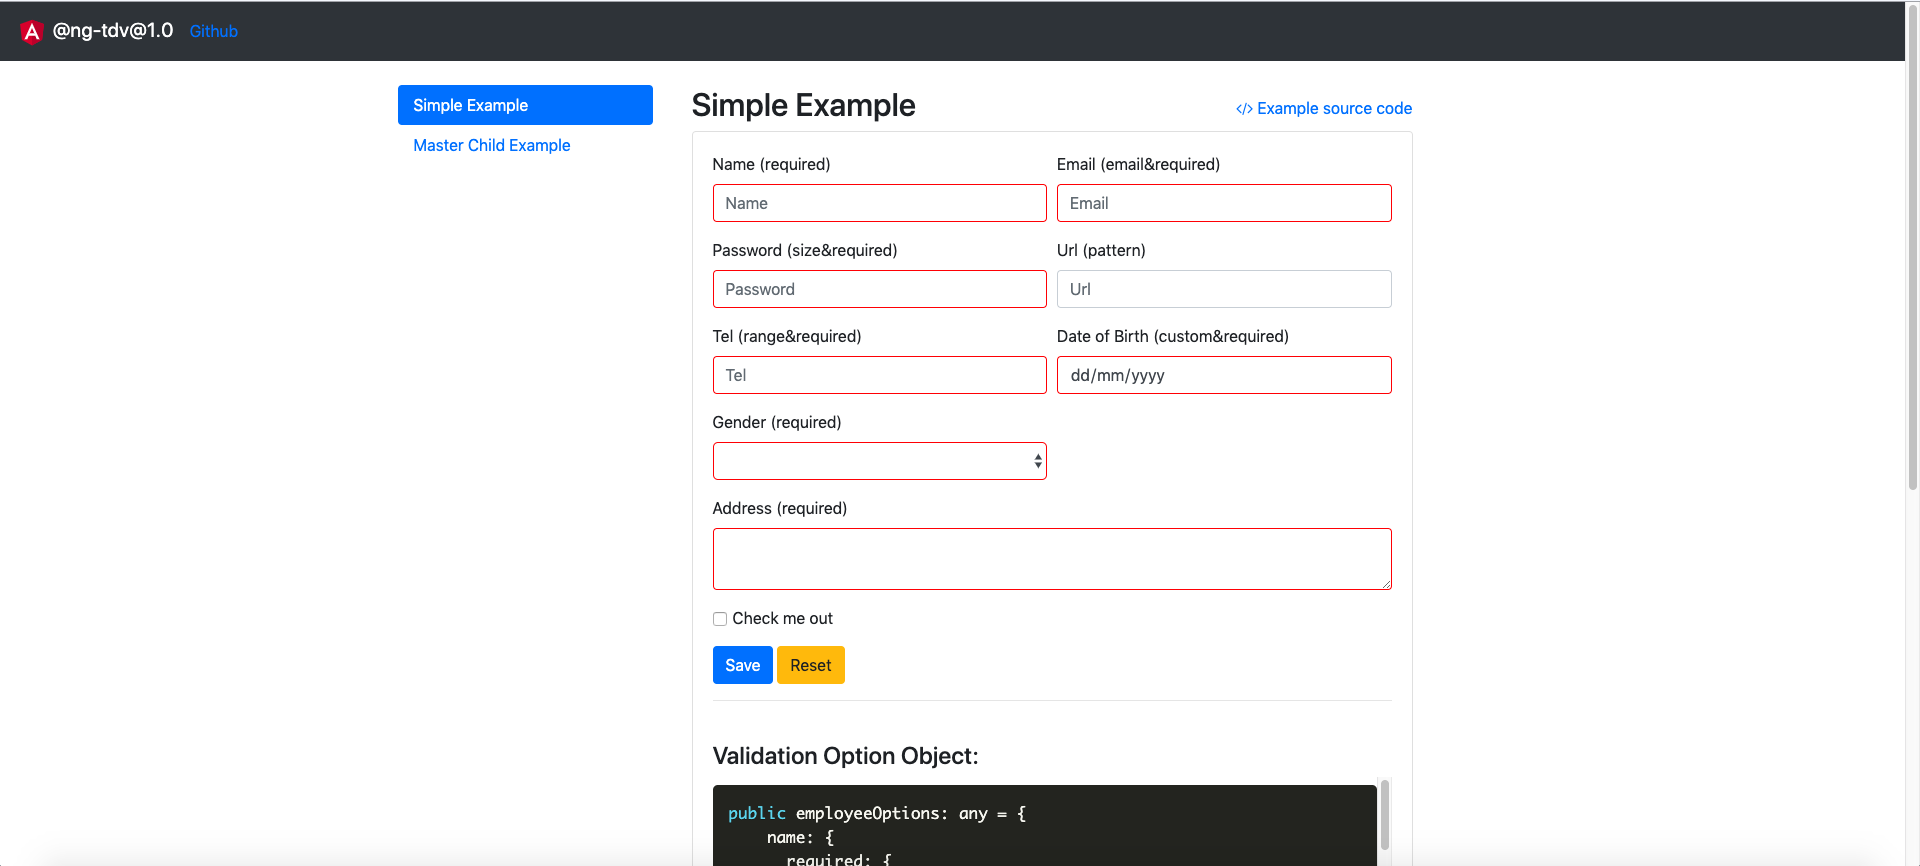 @ng-tdv@1.0 Github
Simple Example
Master Child Example
Simple Example
</> Example source code
Name (required) Email (email&required)
Name Email
Password (size&required) Url (pattern)
Password Url
Tel (range&required) Date of Birth (custom&required)
Tel dd/mm/yyyy
Gender (required)
Address (required)
Check me out
Save Reset
Validation Option Object:
public employeeOptions: any = {
name: {
required: {